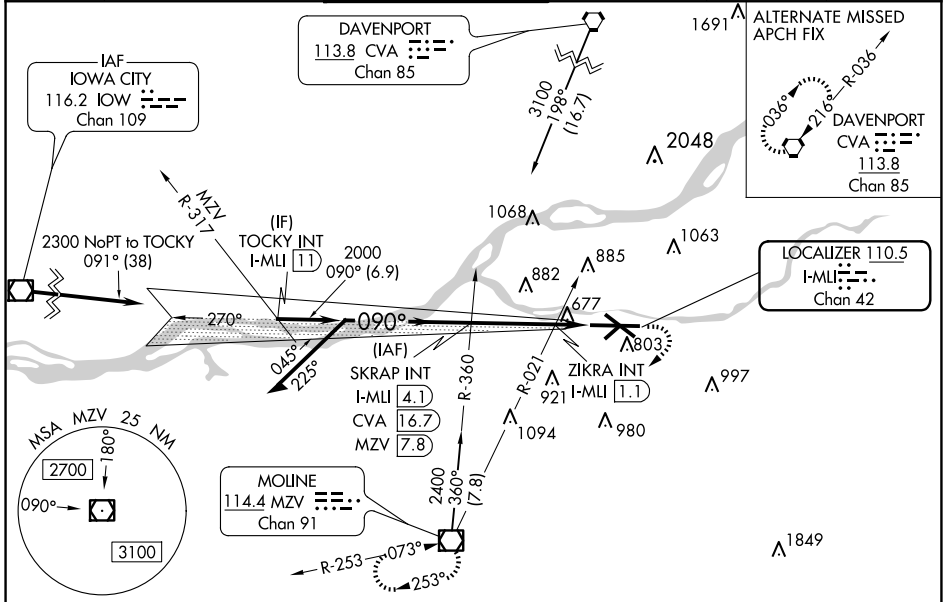 IAF
IOWA CITY
116.2 IOW
Chan 109
DAVENPORT
113.8 CVA
Chan 85
3100
198°
(16.7)
1691
ALTERNATE MISSED
APCH FIX
R-036
036°
216°
DAVENPORT
CVA
113.8
Chan 85
2048
1068
1063
885
882
677
803
MZV
R-317
2300 NoPT to TOCKY
091° (38)
(IF)
TOCKY INT
I-MLI 11
2000
090° (6.9)
LOCALIZER 110.5
I-MLI
Chan 42
270°
090°
045°
225°
(IAF)
SKRAP INT
I-MLI 4.1
CVA 16.7
MZV 7.8
R-360
R-021
ZIKRA INT
I-MLI 1.1
921
997
1094
980
MSA MZV 25 NM
2700
180°
090°
3100
MOLINE
114.4 MZV
Chan 91
2400
360°
(7.8)
R-253
073°
253°
1849